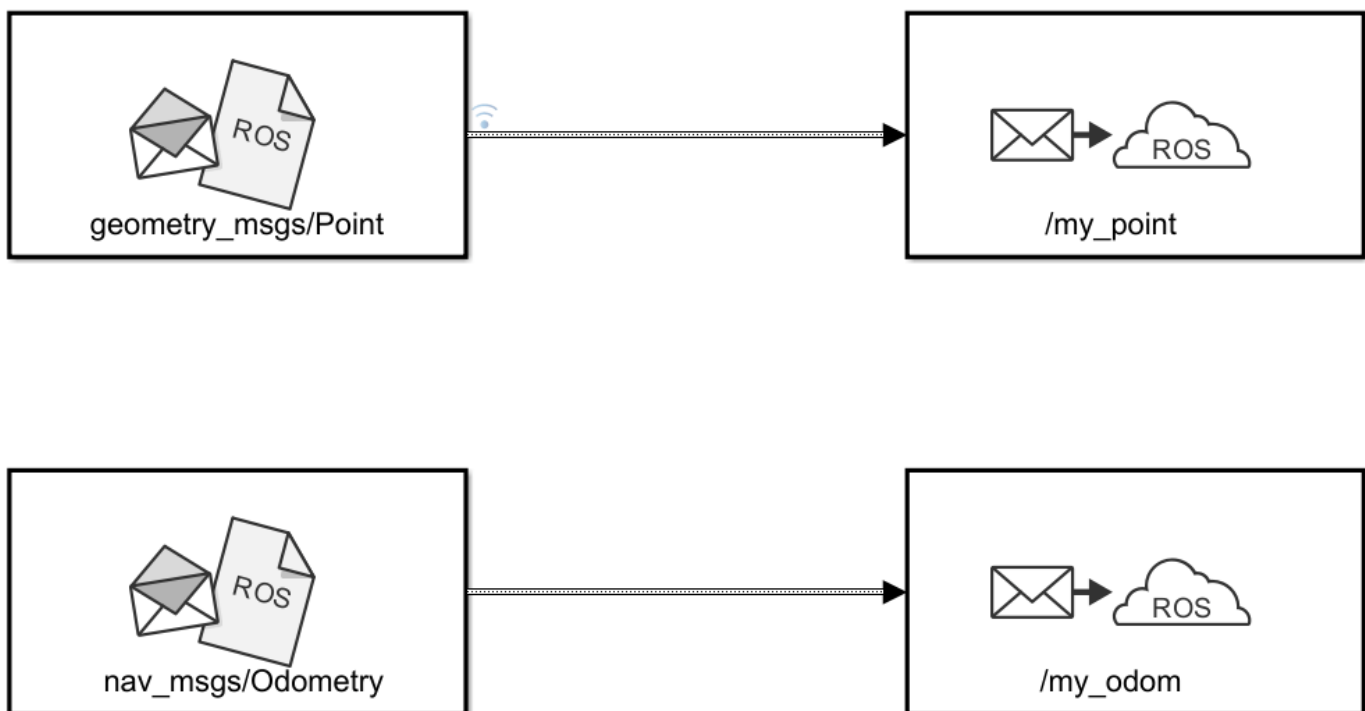 ROS
geometry_msgs/Point
ROS
/my_point
ROS
nav_msgs/Odometry
ROS
/my_odom